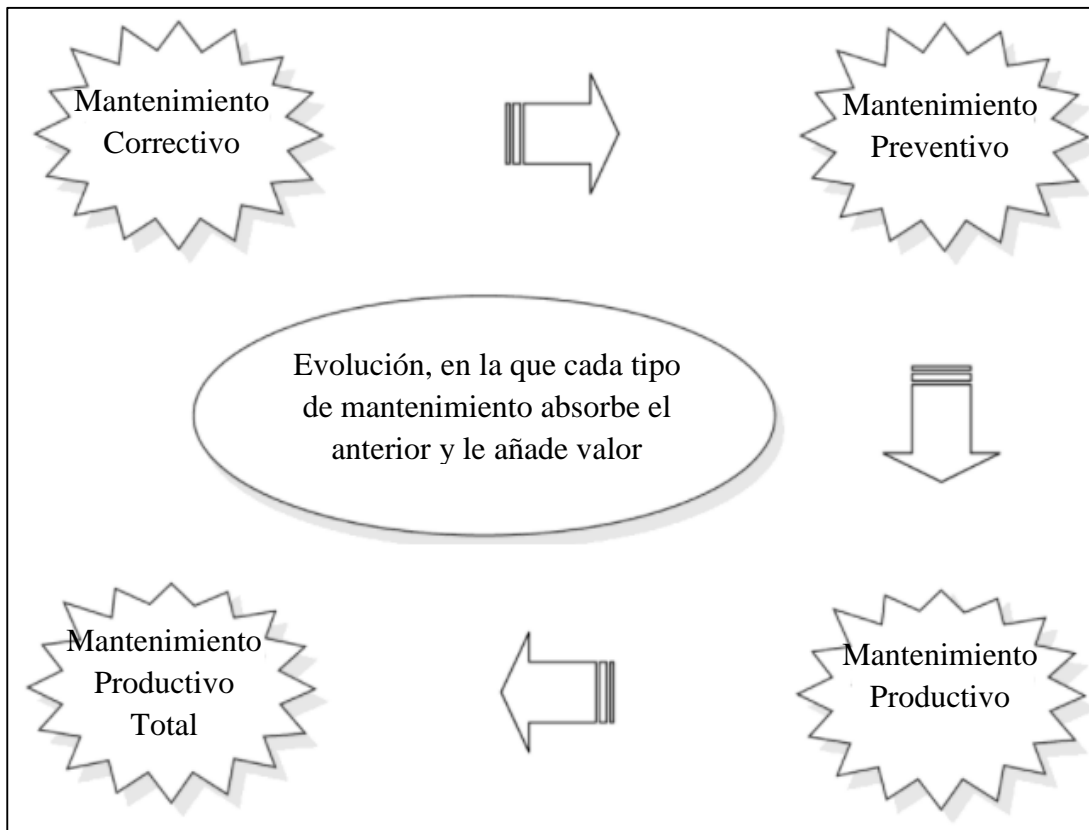 Mantenimiento
Correctivo
Mantenimiento
Preventivo
Evolución, en la que cada tipo
de mantenimiento absorbe el
anterior y le añade valor
Mantenimiento
Productivo
Total
Mantenimiento
Productivo